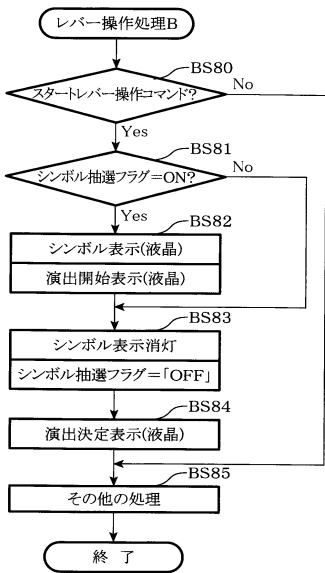 レバー操作処理B
BS80
スタートレバー操作コマンド?
No
Yes
BS81
シンボル抽選フラグ=ON?
No
Yes
BS82
シンボル表示(液晶)
演出開始表示(液晶)
BS83
シンボル表示消灯
シンボル抽選フラグ=「OFF」
BS84
演出決定表示(液晶)
BS85
その他の処理
終 了